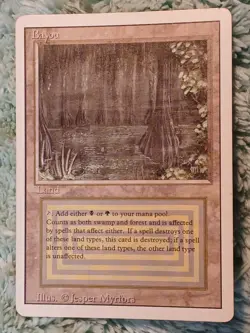 Bayou
Land
: Add either or to your mana pool.
Counts as both swamp and forest and is affected
by spells that affect either. If a spell destroys one
of these land types, this card is destroyed; if a spell
alters one of these land types, the other land type
is unaffected.
Illus. © Jesper Myrfors